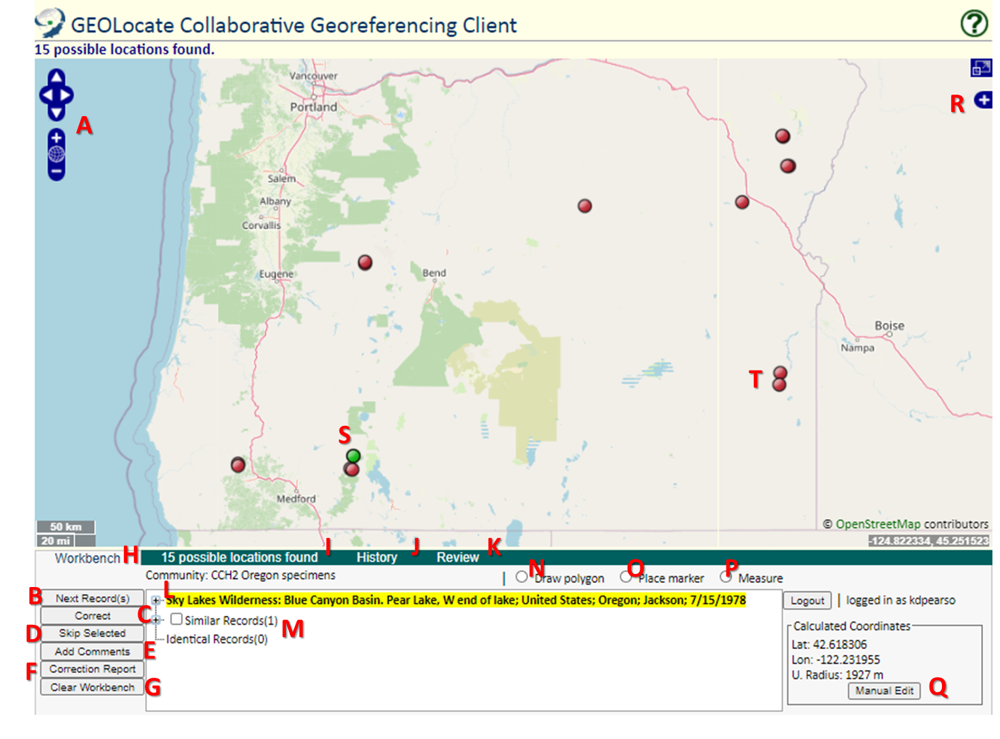 GEOLocate Collaborative Georeferencing Client
?
15 possible locations found.
Vancouver
Portland
R
A
Salem
Albany
Corvallis
Eugene
Bend
Boise
Nampa
T
S
Medford
50 km
20 mi
© OpenStreetMap contributors
-124.822334, 45.251523
Workbench H 15 possible locations found I History J Review K
Community: CCH2 Oregon specimens
| N Draw polygon O Place marker P Measure
B Next Record(s)
L Sky Lakes Wilderness: Blue Canyon Basin. Pear Lake, W end of lake; United States; Oregon; Jackson; 7/15/1978
Logout | logged in as kdpearso
Correct C
Similar Records(1) M
D Skip Selected
Identical Records(0)
Add Comments E
F Correction Report
Clear Workbench G
Calculated Coordinates
Lat: 42.618306
Lon: -122.231955
U. Radius: 1927 m
Manual Edit Q